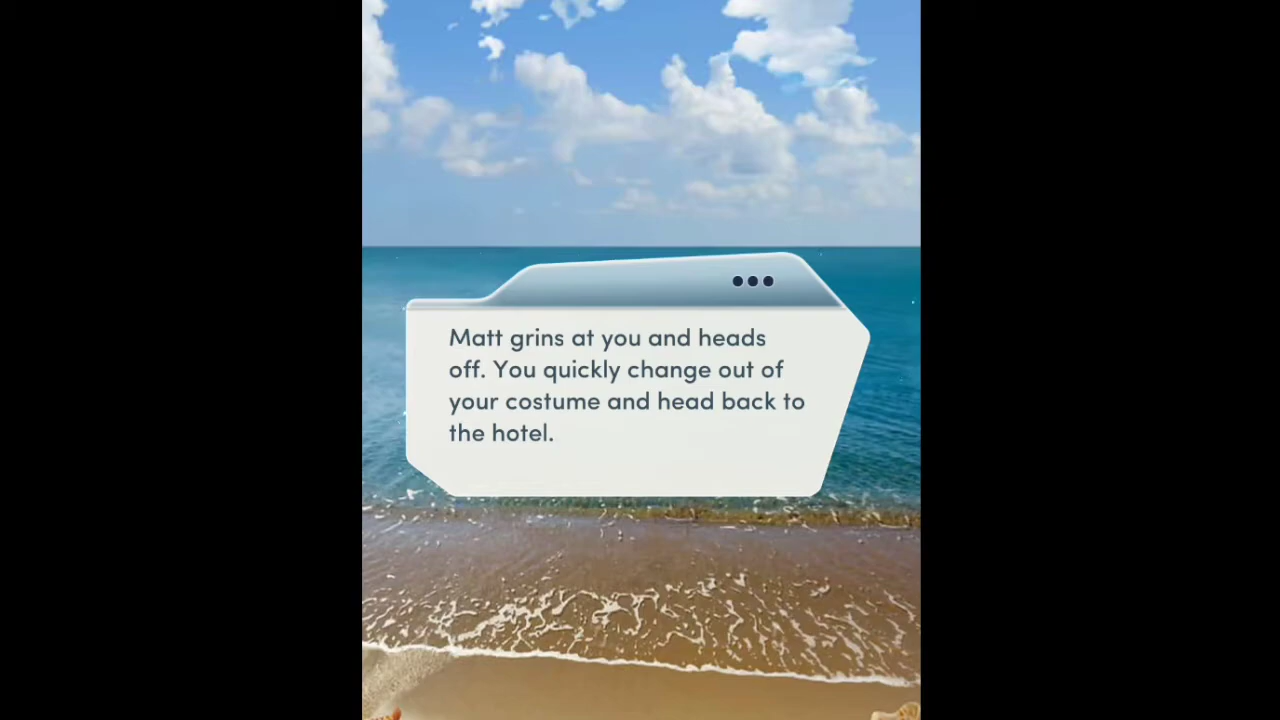 Matt grins at you and heads
off. You quickly change out of
your costume and head back to
the hotel.